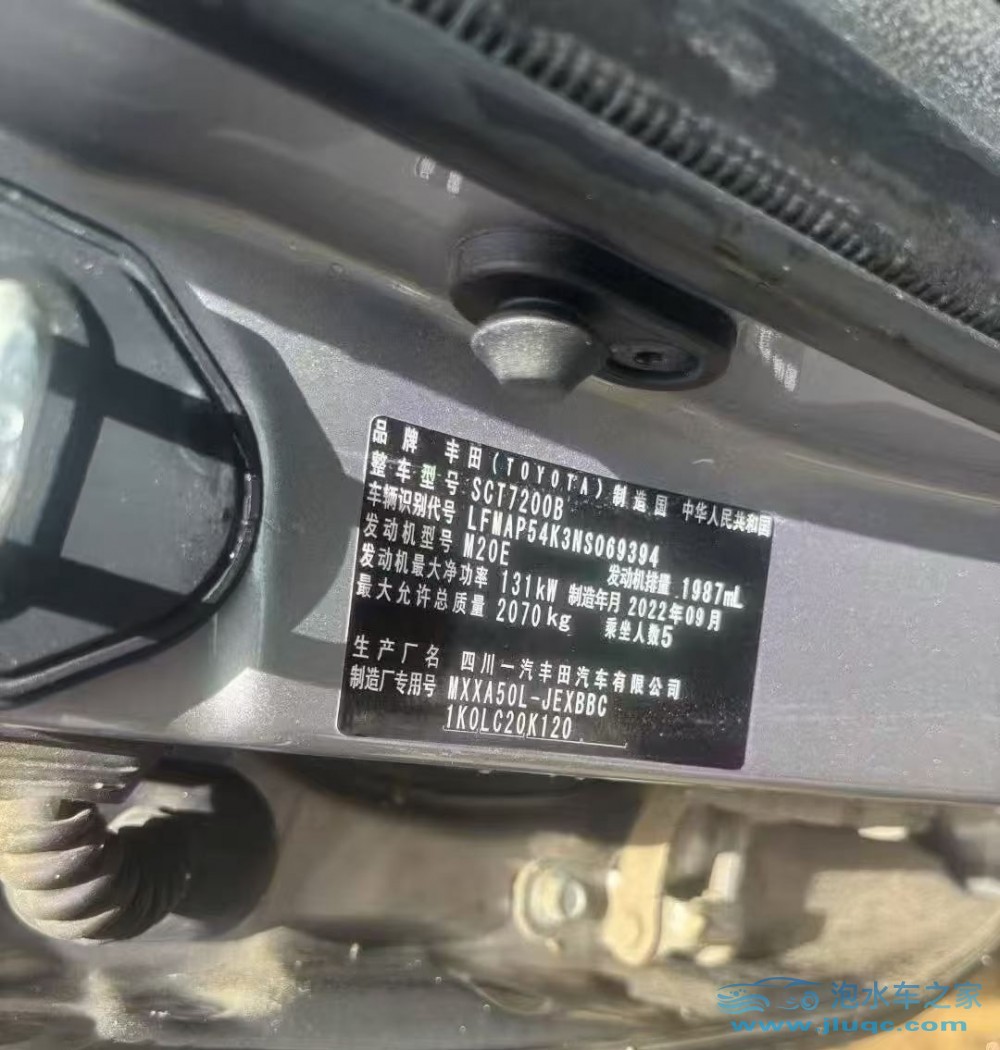 品牌 丰田(TOYOTA) 制造国 中华人民共和国
整车型号 SCT7200B
车辆识别代号 LFMAP54K3NS069394
发动机型号 M20E 发动机排量 1987mL
发动机最大净功率 131kW 制造年月 2022年09月
最大允许总质量 2070kg 乘坐人数5
生产厂名 四川一汽丰田汽车有限公司
制造厂专用号 MXXA50L-JEXBBC
1K0LC20K120
泡水车之家
www.jluqc.com